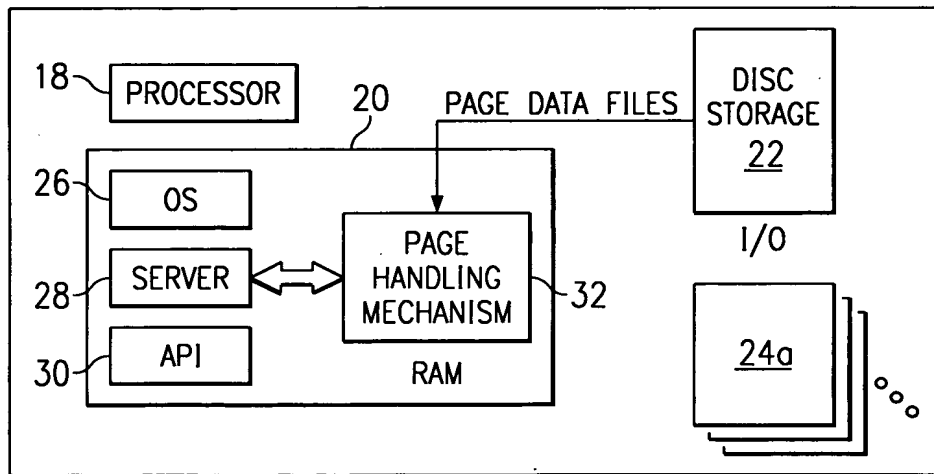 18
PROCESSOR
20
PAGE DATA FILES
DISC
STORAGE
22
I/O
26
OS
28
SERVER
30
API
PAGE
HANDLING
MECHANISM
32
RAM
24a